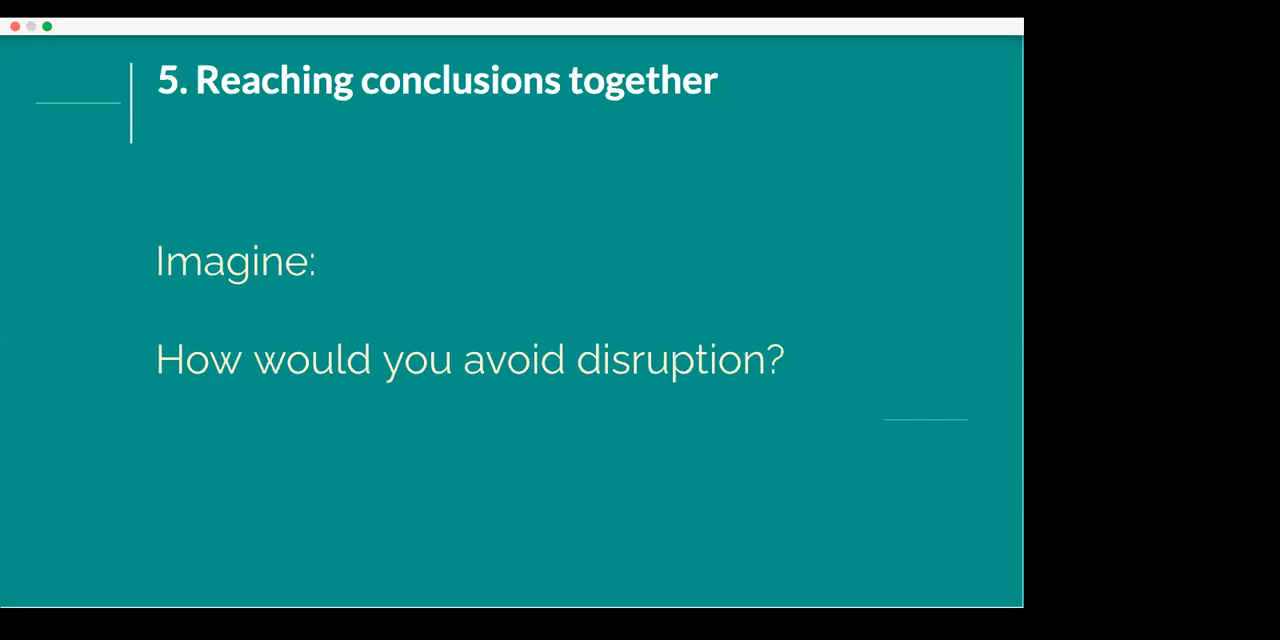 5. Reaching conclusions together
Imagine:
How would you avoid disruption?